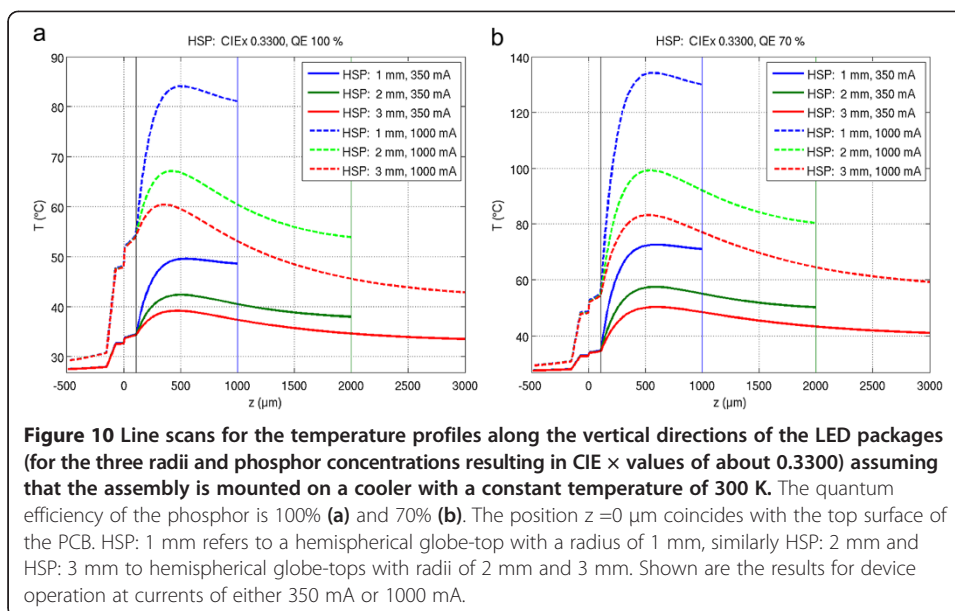 a
HSP: CIEx 0.3300, QE 100 %
90
80
70
60
50
40
30
T (°C)
HSP: 1 mm, 350 mA
HSP: 2 mm, 350 mA
HSP: 3 mm, 350 mA
HSP: 1 mm, 1000 mA
HSP: 2 mm, 1000 mA
HSP: 3 mm, 1000 mA
-500 0 500 1000 1500 2000 2500 3000
z (µm)
b
HSP: CIEx 0.3300, QE 70 %
140
120
100
80
60
40
T (°C)
HSP: 1 mm, 350 mA
HSP: 2 mm, 350 mA
HSP: 3 mm, 350 mA
HSP: 1 mm, 1000 mA
HSP: 2 mm, 1000 mA
HSP: 3 mm, 1000 mA
-500 0 500 1000 1500 2000 2500 3000
z (µm)
Figure 10 Line scans for the temperature profiles along the vertical directions of the LED packages
(for the three radii and phosphor concentrations resulting in CIE × values of about 0.3300) assuming
that the assembly is mounted on a cooler with a constant temperature of 300 K. The quantum
efficiency of the phosphor is 100% (a) and 70% (b). The position z =0 μm coincides with the top surface of
the PCB. HSP: 1 mm refers to a hemispherical globe-top with a radius of 1 mm, similarly HSP: 2 mm and
HSP: 3 mm to hemispherical globe-tops with radii of 2 mm and 3 mm. Shown are the results for device
operation at currents of either 350 mA or 1000 mA.